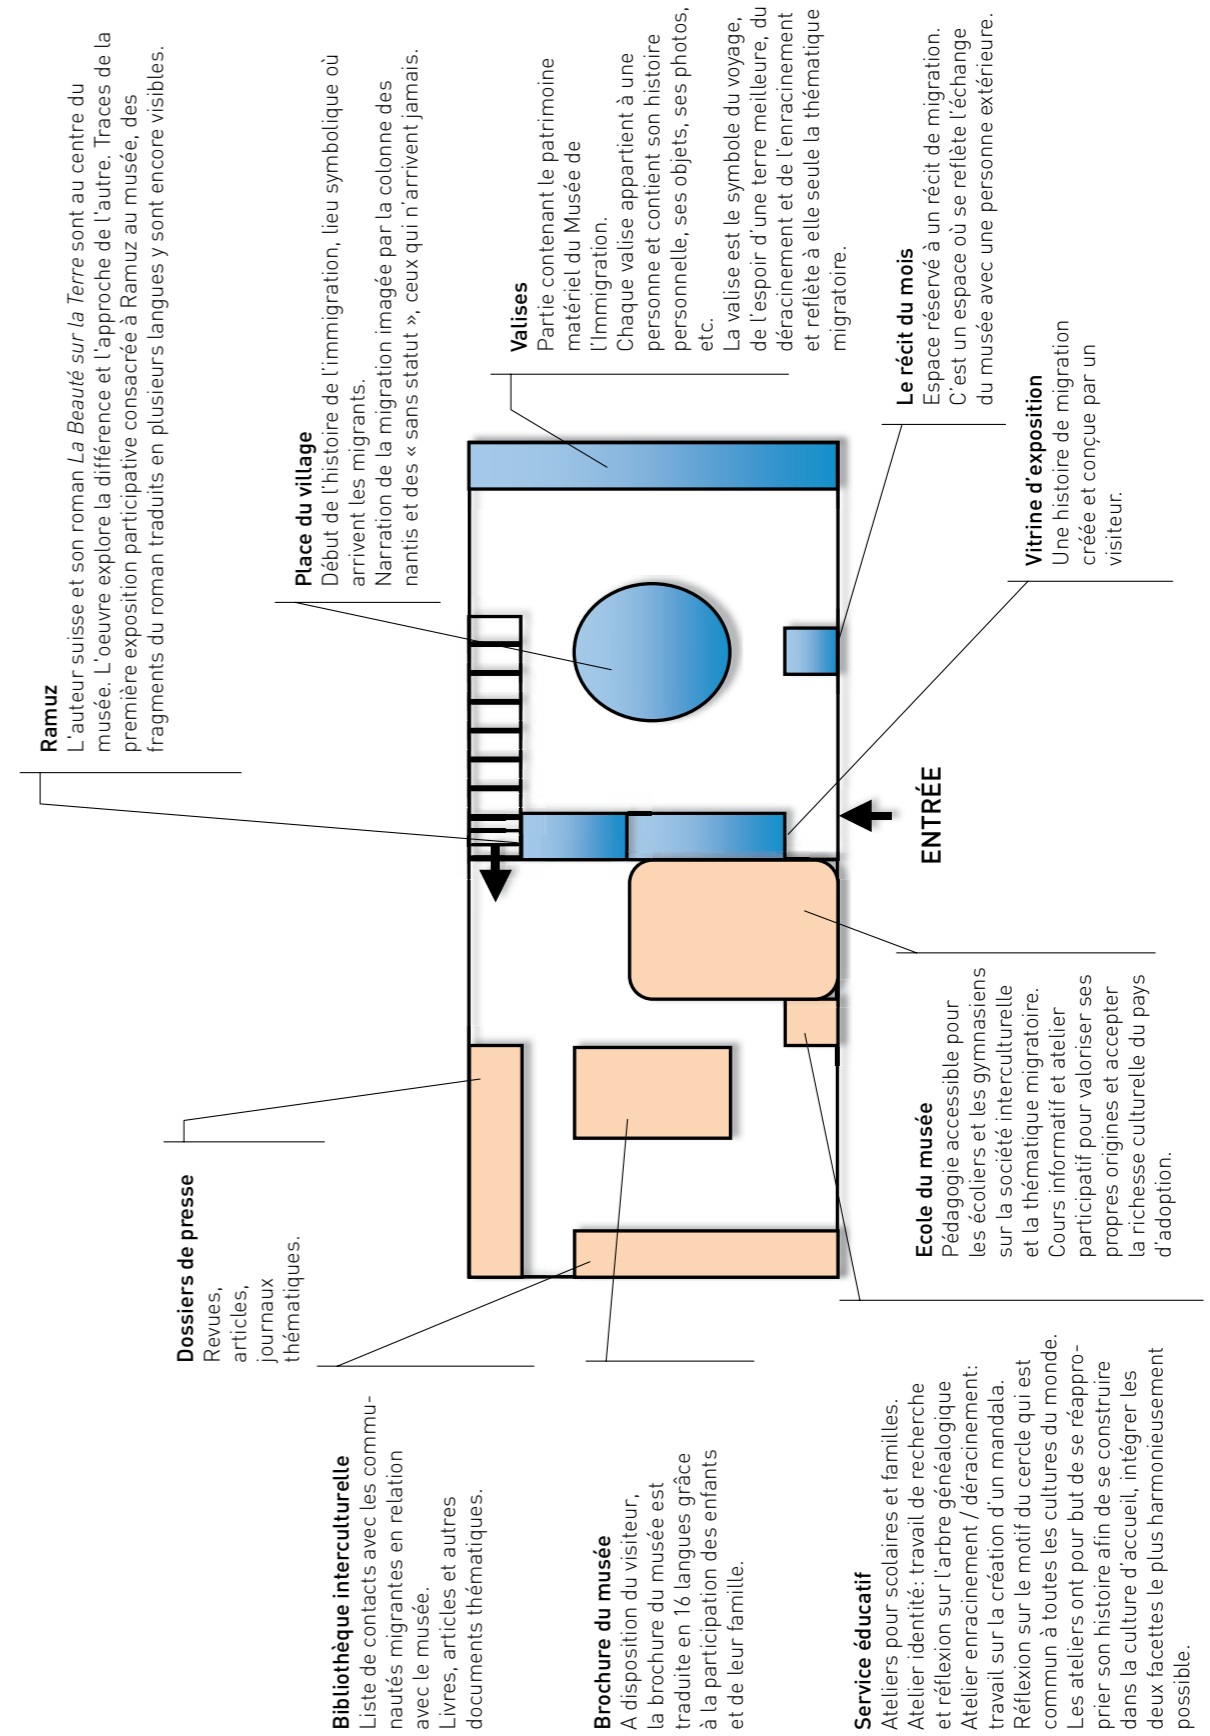 Ramuz
L'auteur suisse et son roman La Beauté sur la Terre sont au centre du
musée. L'oeuvre explore la différence et l'approche de l'autre. Traces de la
première exposition participative consacrée à Ramuz au musée, des
fragments du roman traduits en plusieurs langues y sont encore visibles.
Dossiers de presse
Revues,
articles,
journaux
thématiques.
Place du village
Début de l'histoire de l'immigration, lieu symbolique où
arrivent les migrants.
Narration de la migration imagée par la colonne des
nantis et des « sans statut », ceux qui n'arrivent jamais.
Bibliothèque interculturelle
Liste de contacts avec les commu-
nautés migrantes en relation
avec le musée.
Livres, articles et autres
documents thématiques.
Valises
Partie contenant le patrimoine
matériel du Musée de
l'Immigration.
Chaque valise appartient à une
personne et contient son histoire
personnelle, ses objets, ses photos,
etc.
La valise est le symbole du voyage,
de l'espoir d'une terre meilleure, du
déracinement et de l'enracinement
et reflète à elle seule la thématique
migratoire.
Brochure du musée
A disposition du visiteur,
la brochure du musée est
traduite en 16 langues grâce
à la participation des enfants
et de leur famille.
Service éducatif
Ateliers pour scolaires et familles.
Atelier identité: travail de recherche
et réflexion sur l'arbre généalogique
Atelier enracinement / déracinement:
travail sur la création d'un mandala.
Réflexion sur le motif du cercle qui est
commun à toutes les cultures du monde.
Les ateliers ont pour but de se réappro-
prier son histoire afin de se construire
dans la culture d'accueil, intégrer les
deux facettes le plus harmonieusement
possible.
Ecole du musée
Pédagogie accessible pour
les écoliers et les gymnasiens
sur la société interculturelle
et la thématique migratoire.
Cours informatif et atelier
participatif pour valoriser ses
propres origines et accepter
la richesse culturelle du pays
d'adoption.
ENTRÉE
Le récit du mois
Espace réservé à un récit de migration.
C'est un espace où se reflète l'échange
du musée avec une personne extérieure.
Vitrine d'exposition
Une histoire de migration
créée et conçue par un
visiteur.